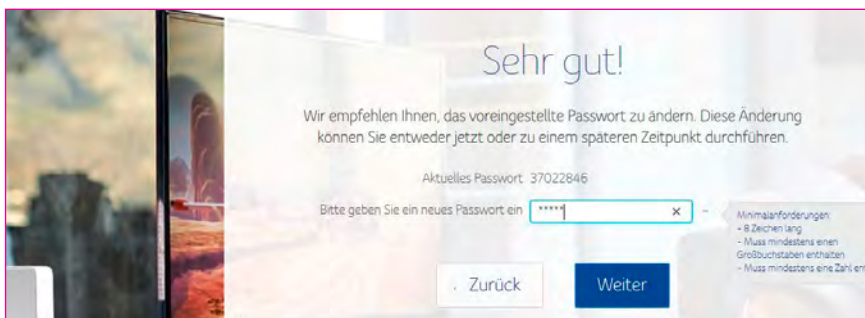 Sehr gut!
Wir empfehlen Ihnen, das voreingestellte Passwort zu ändern. Diese Änderung
können Sie entweder jetzt oder zu einem späteren Zeitpunkt durchführen.
Aktuelles Passwort 37022846
Bitte geben Sie ein neues Passwort ein *****
Minimalanforderungen:
- 8 Zeichen lang
- Muss mindestens einen
Großbuchstaben enthalten
- Muss mindestens eine Zahl ent
Zurück Weiter